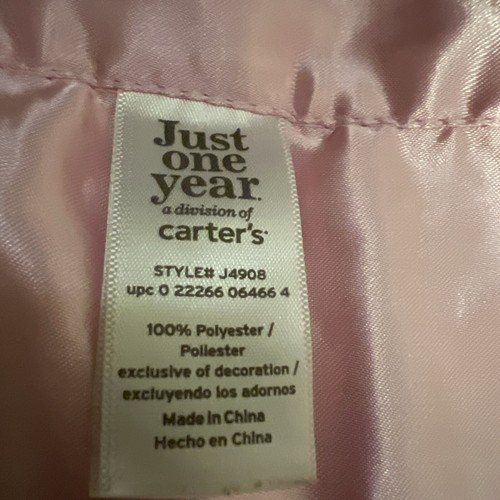 Just
one
year.
a division of
carter's
STYLE# J4908
upc 0 22266 06466 4
100% Polyester /
Poliester
exclusive of decoration /
excluyendo los adornos
Made in China
Hecho en China